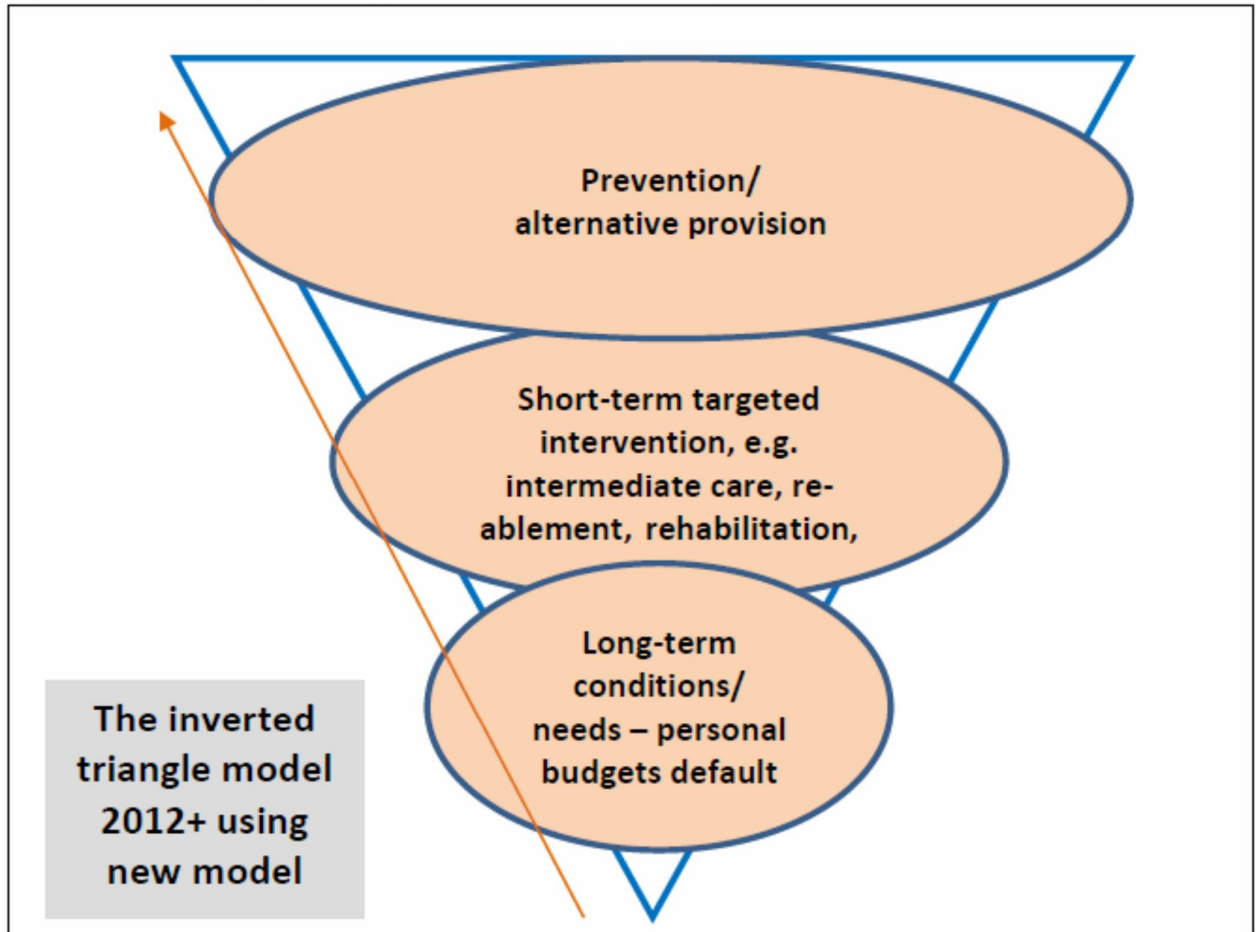 Prevention/
alternative provision
Short-term targeted
intervention, e.g.
intermediate care, re-
ablement, rehabilitation,
Long-term
conditions/
needs – personal
budgets default
The inverted
triangle model
2012+ using
new model